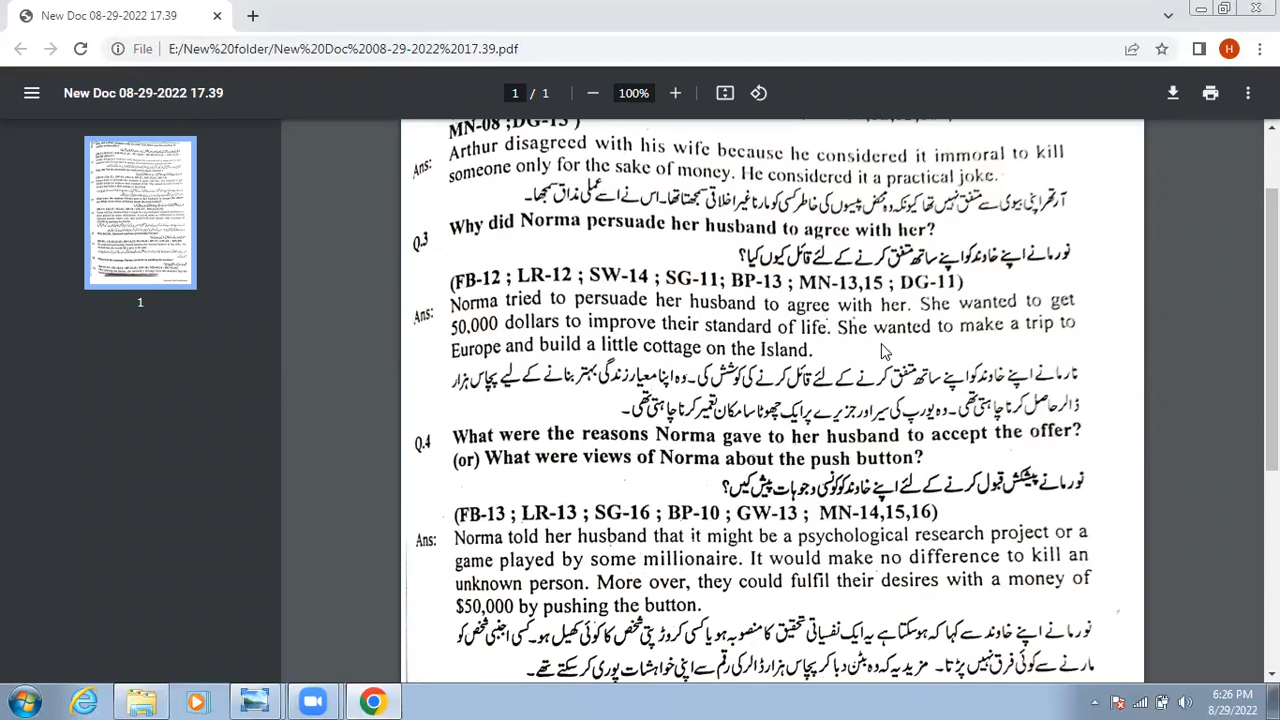 New Doc 08-29-2022 17.39
File E:/New%20folder/New%20Doc%2008-29-2022%2017.39.pdf
H
New Doc 08-29-2022 17.39
1 / 1
100%
1
MN-08 ; DG-13 )
Ans: Arthur disagreed with his wife because he considered it immoral to kill
someone only for the sake of money. He considered it a practical joke.
آرتھر اپنی بیوی سے متفق نہیں تھا کیونکہ وہ محض پیسوں کی خاطر کسی کو مارنا غیر اخلاقی سمجھتا تھا۔ اس نے اسے عملی مذاق سمجھا۔
Q.3 Why did Norma persuade her husband to agree with her?
نورما نے اپنے خاوند کو اپنے ساتھ متفق کرنے کے لئے قائل کیوں کیا؟
(FB-12 ; LR-12 ; SW-14 ; SG-11; BP-13 ; MN-13,15 ; DG-11)
Ans: Norma tried to persuade her husband to agree with her. She wanted to get
50,000 dollars to improve their standard of life. She wanted to make a trip to
Europe and build a little cottage on the Island.
نارما نے اپنے خاوند کو اپنے ساتھ متفق کرنے کے لئے قائل کرنے کی کوشش کی۔ وہ اپنا معیار زندگی بہتر بنانے کے لیے پچاس ہزار
ڈالر حاصل کرنا چاہتی تھی۔ وہ یورپ کی سیر اور جزیرے پر ایک چھوٹا سا مکان تعمیر کرنا چاہتی تھی۔
Q.4 What were the reasons Norma gave to her husband to accept the offer?
(or) What were views of Norma about the push button?
نورما نے پیشکش قبول کرنے کے لئے اپنے خاوند کو کونسی وجوہات پیش کیں؟
(FB-13 ; LR-13 ; SG-16 ; BP-10 ; GW-13 ; MN-14,15,16)
Ans: Norma told her husband that it might be a psychological research project or a
game played by some millionaire. It would make no difference to kill an
unknown person. More over, they could fulfil their desires with a money of
$50,000 by pushing the button.
نورما نے اپنے خاوند سے کہا کہ ہو سکتا ہے یہ ایک نفسیاتی تحقیق کا منصوبہ ہو یا کسی کروڑ پتی شخص کا کوئی کھیل ہو۔ کسی اجنبی شخص کو
مارنے سے کوئی فرق نہیں پڑتا۔ مزید یہ کہ وہ بٹن دبا کر پچاس ہزار ڈالر کی رقم سے اپنی خواہشات پوری کر سکتے تھے۔
6:26 PM
8/29/2022